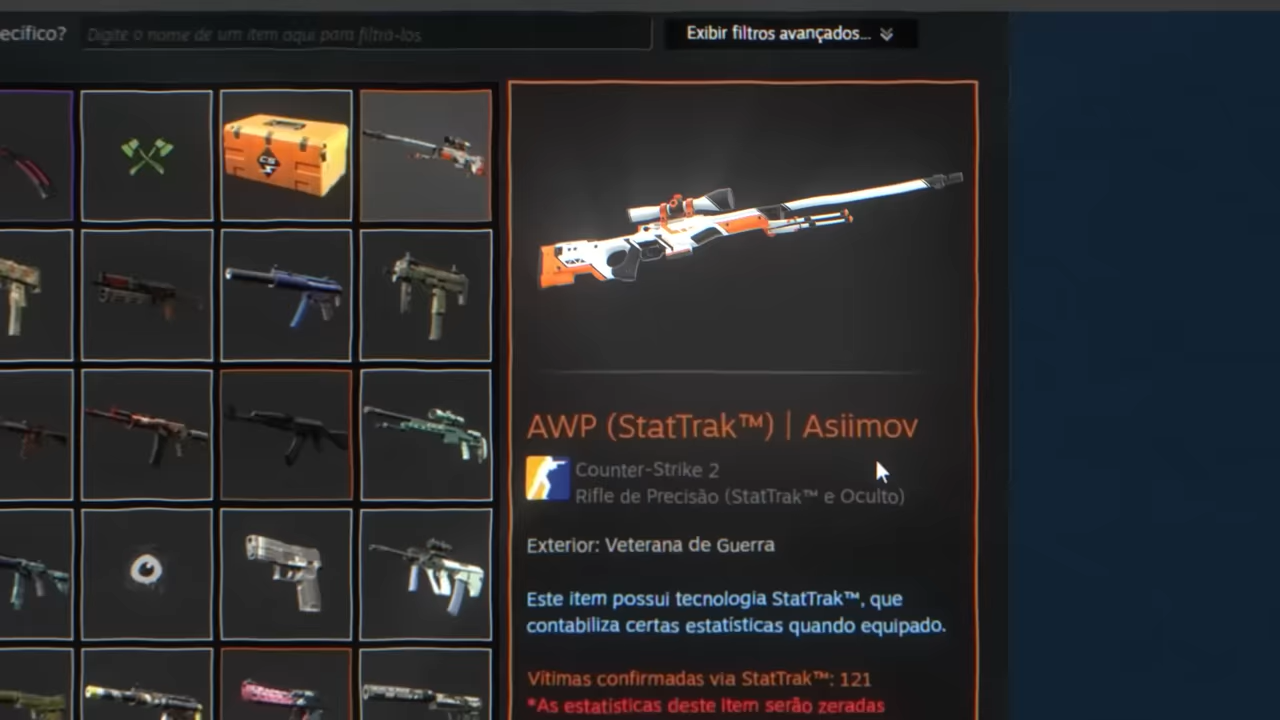 ecífico?
Digite o nome de um item aqui para filtrá-los
Exibir filtros avançados...
CS
AWP (StatTrak™) | Asiimov
Counter-Strike 2
Rifle de Precisão (StatTrak™ e Oculto)
Exterior: Veterana de Guerra
Este item possui tecnologia StatTrak™, que
contabiliza certas estatísticas quando equipado.
Vítimas confirmadas via StatTrak™: 121
*As estatísticas deste item serão zeradas